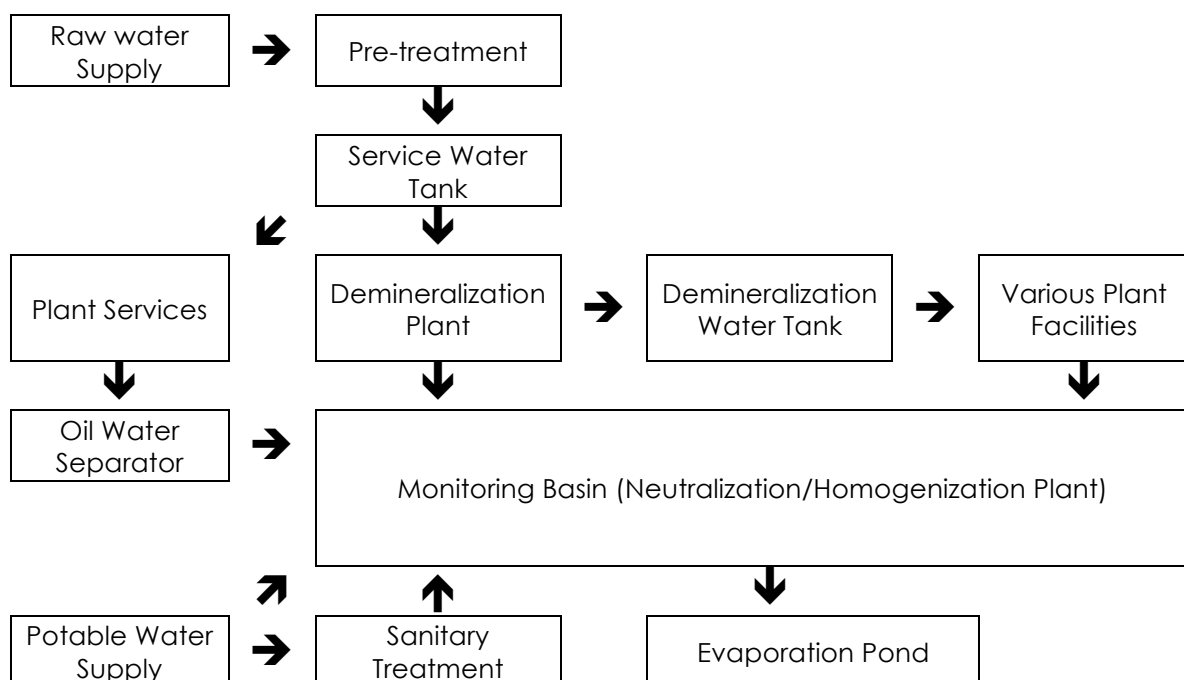 Raw water
Supply
Pre-treatment
Service Water
Tank
Plant Services
Demineralization
Plant
Demineralization
Water Tank
Various Plant
Facilities
Oil Water
Separator
Monitoring Basin (Neutralization/Homogenization Plant)
Potable Water
Supply
Sanitary
Treatment
Evaporation Pond